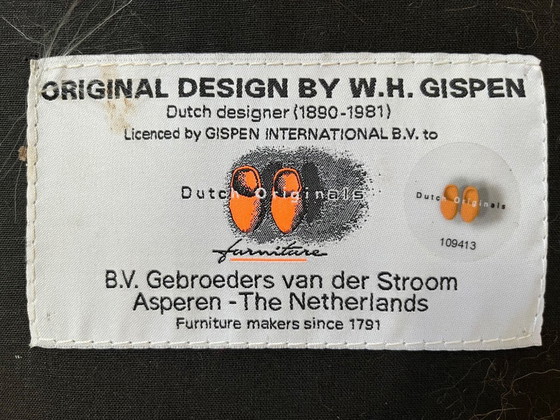 ORIGINAL DESIGN BY W.H. GISPEN
Dutch designer (1890-1981)
Licenced by GISPEN INTERNATIONAL B.V. to
Dutch Originals
furniture
Dutch Originals
109413
B.V. Gebroeders van der Stroom
Asperen - The Netherlands
Furniture makers since 1791